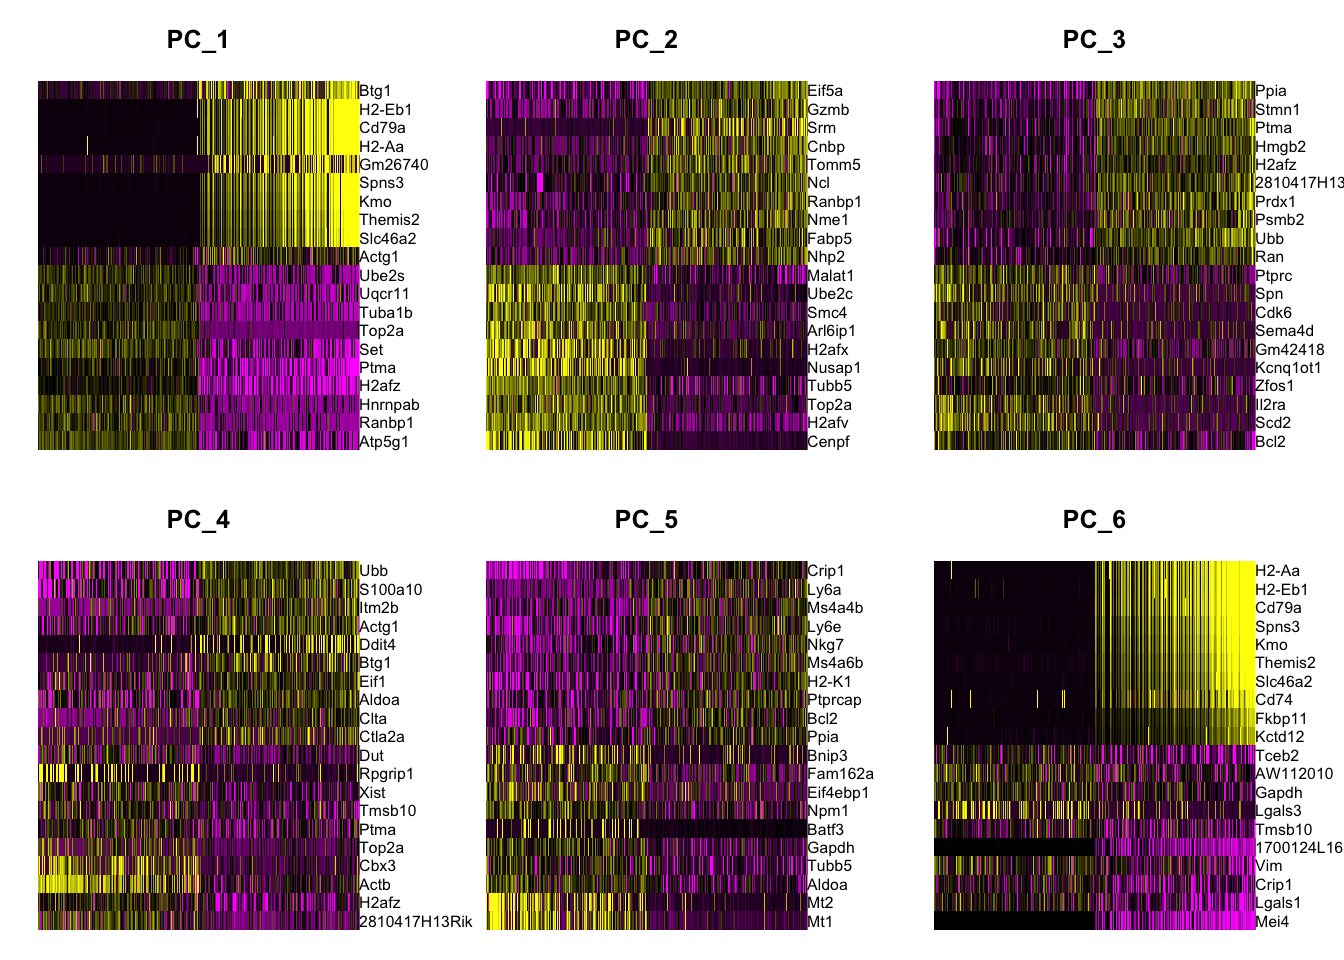 PC_1
Btg1
H2-Eb1
Cd79a
H2-Aa
Gm26740
Spns3
Kmo
Themis2
Slc46a2
Actg1
Ube2s
Uqcr11
Tuba1b
Top2a
Set
Ptma
H2afz
Hnrnpab
Ranbp1
Atp5g1
PC_2
Eif5a
Gzmb
Srm
Cnbp
Tomm5
Ncl
Ranbp1
Nme1
Fabp5
Nhp2
Malat1
Ube2c
Smc4
Arl6ip1
H2afx
Nusap1
Tubb5
Top2a
H2afv
Cenpf
PC_3
Ppia
Stmn1
Ptma
Hmgb2
H2afz
2810417H13
Prdx1
Psmb2
Ubb
Ran
Ptprc
Spn
Cdk6
Sema4d
Gm42418
Kcnq1ot1
Zfos1
Il2ra
Scd2
Bcl2
PC_4
Ubb
S100a10
Itm2b
Actg1
Ddit4
Btg1
Eif1
Aldoa
Clta
Ctla2a
Dut
Rpgrip1
Xist
Tmsb10
Ptma
Top2a
Cbx3
Actb
H2afz
2810417H13Rik
PC_5
Crip1
Ly6a
Ms4a4b
Ly6e
Nkg7
Ms4a6b
H2-K1
Ptprcap
Bcl2
Ppia
Bnip3
Fam162a
Eif4ebp1
Npm1
Batf3
Gapdh
Tubb5
Aldoa
Mt2
Mt1
PC_6
H2-Aa
H2-Eb1
Cd79a
Spns3
Kmo
Themis2
Slc46a2
Cd74
Fkbp11
Kctd12
Tceb2
AW112010
Gapdh
Lgals3
Tmsb10
1700124L16
Vim
Crip1
Lgals1
Mei4